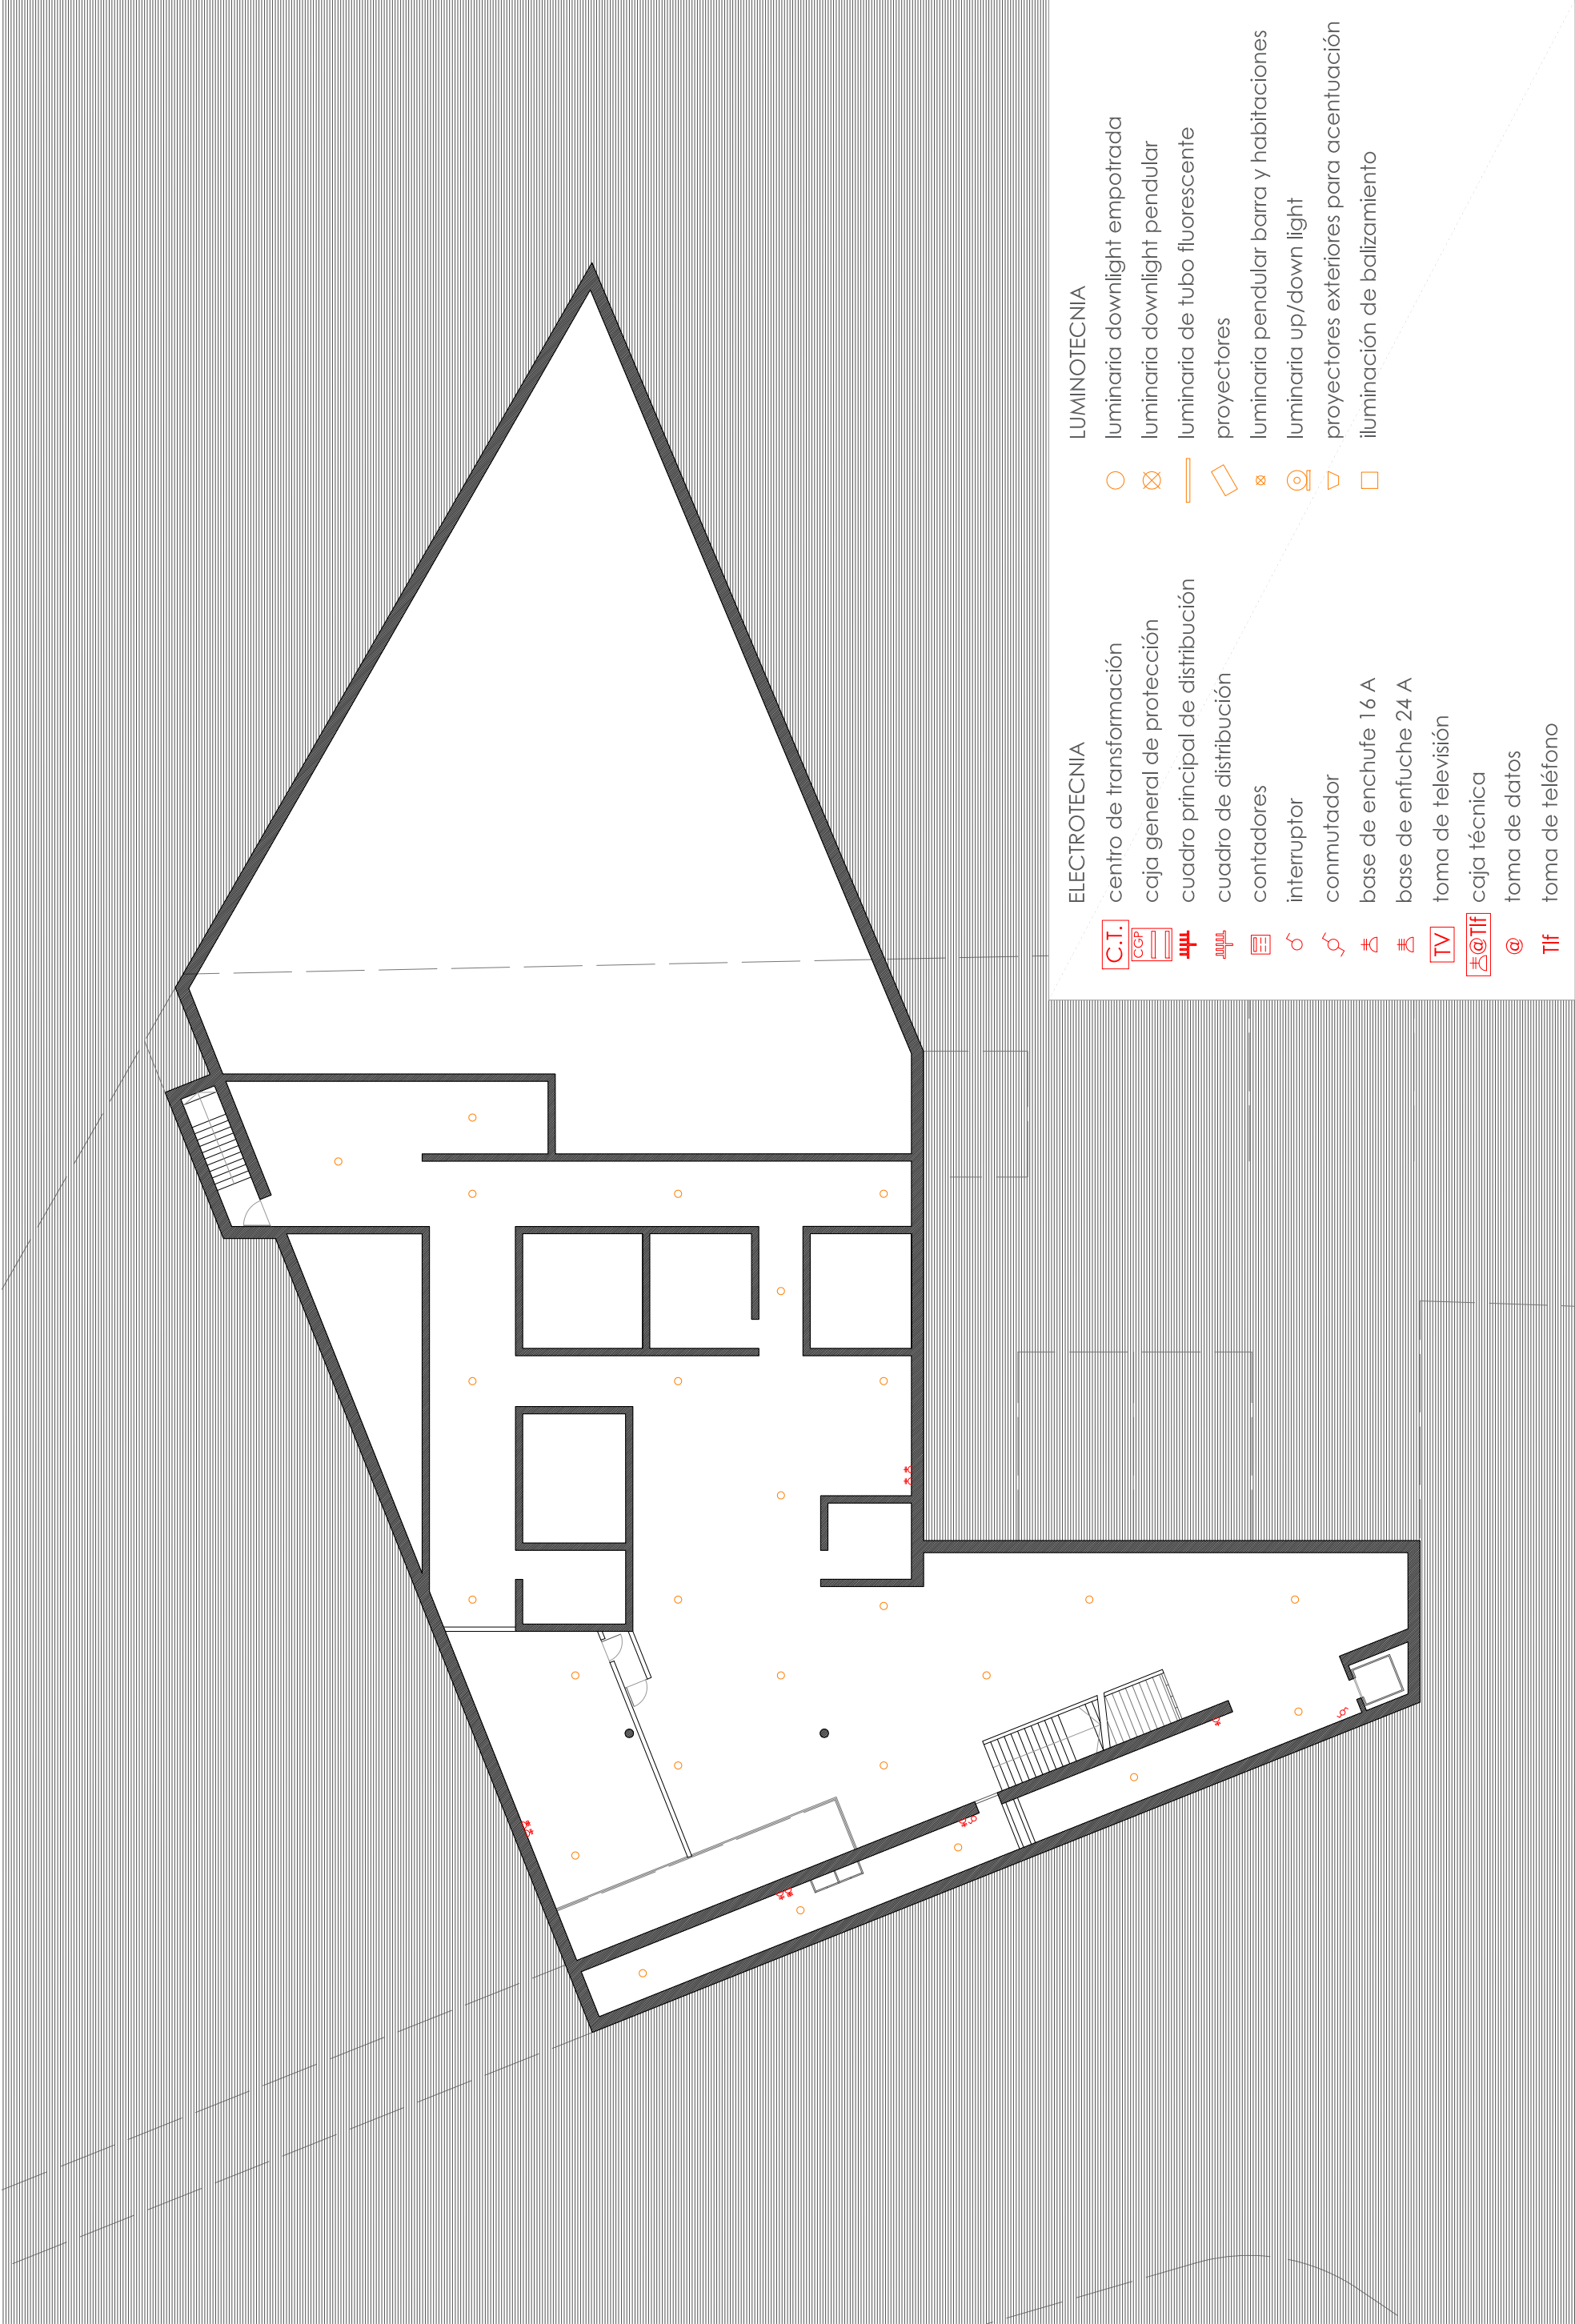 ELECTROTECNIA
C.T. centro de transformación
CGP caja general de protección
cuadro principal de distribución
cuadro de distribución
contadores
interruptor
conmutador
base de enchufe 16 A
base de enfuche 24 A
TV toma de televisión
@Tlf caja técnica
@ toma de datos
Tlf toma de teléfono
LUMINOTECNIA
luminaria downlight empotrada
luminaria downlight pendular
luminaria de tubo fluorescente
proyectores
luminaria pendular barra y habitaciones
luminaria up/down light
proyectores exteriores para acentuación
iluminación de balizamiento